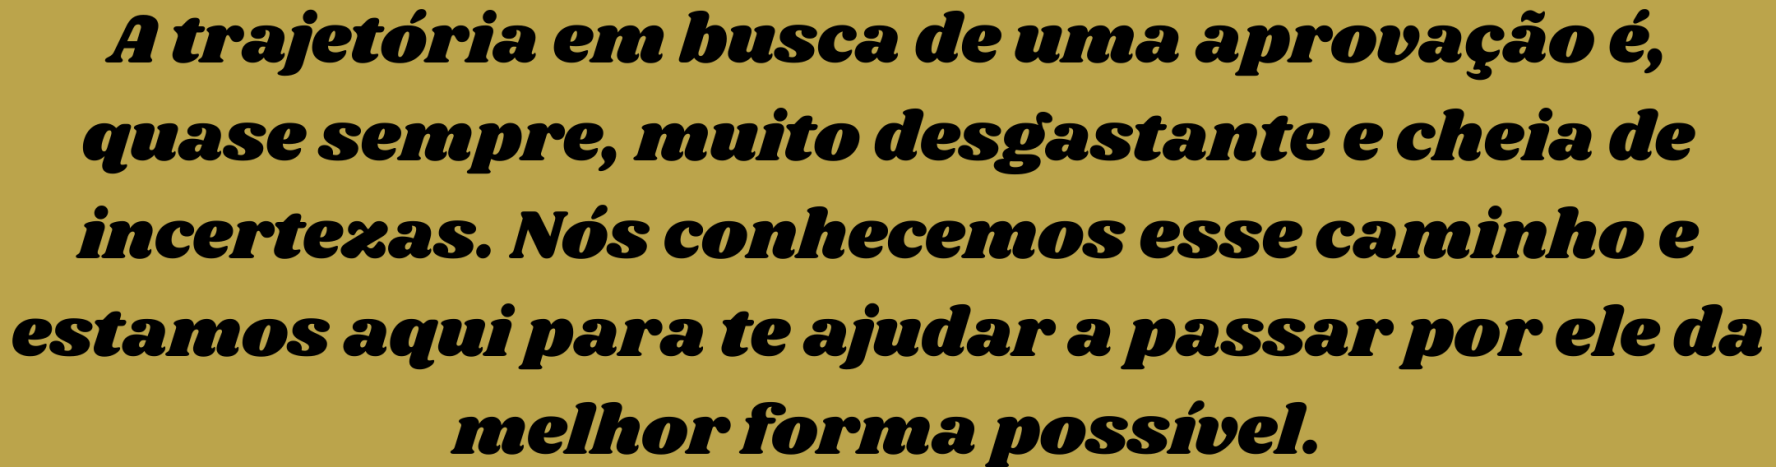 A trajetória em busca de uma aprovação é,
quase sempre, muito desgastante e cheia de
incertezas. Nós conhecemos esse caminho e
estamos aqui para te ajudar a passar por ele da
melhor forma possível.